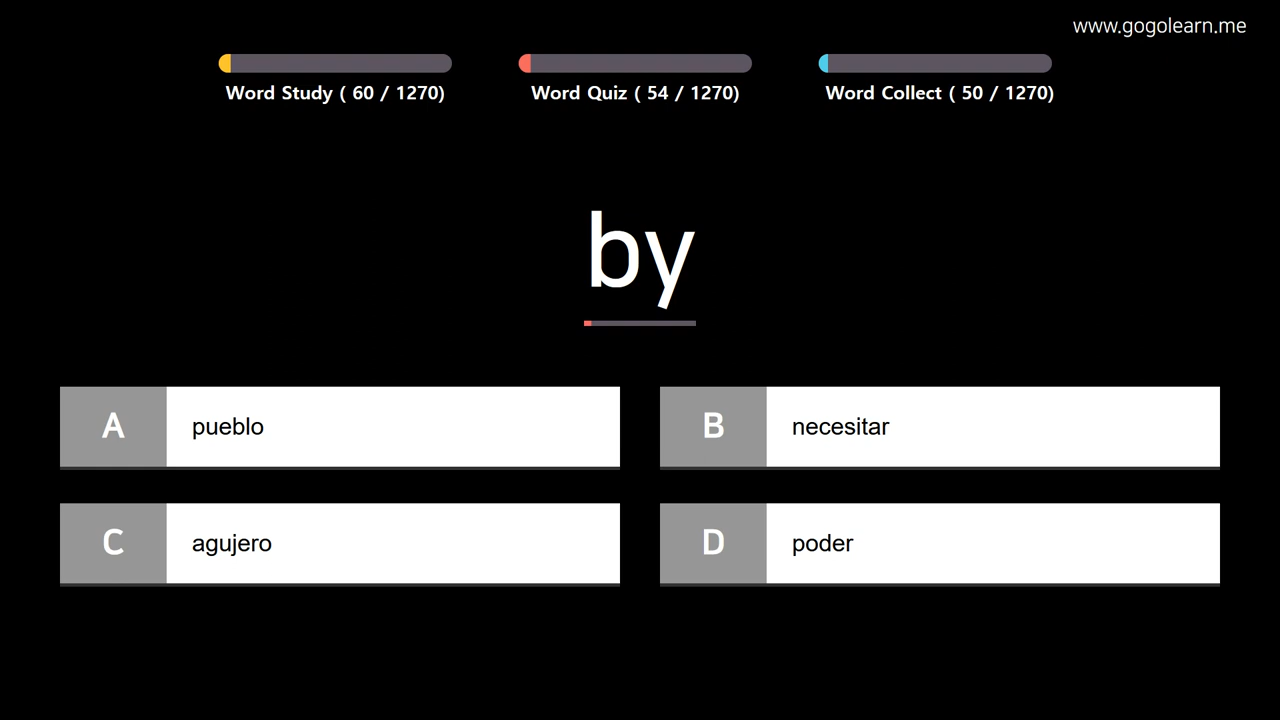 www.gogolearn.me
Word Study ( 60 / 1270)
Word Quiz ( 54 / 1270)
Word Collect ( 50 / 1270)
by
A pueblo
B necesitar
C agujero
D poder